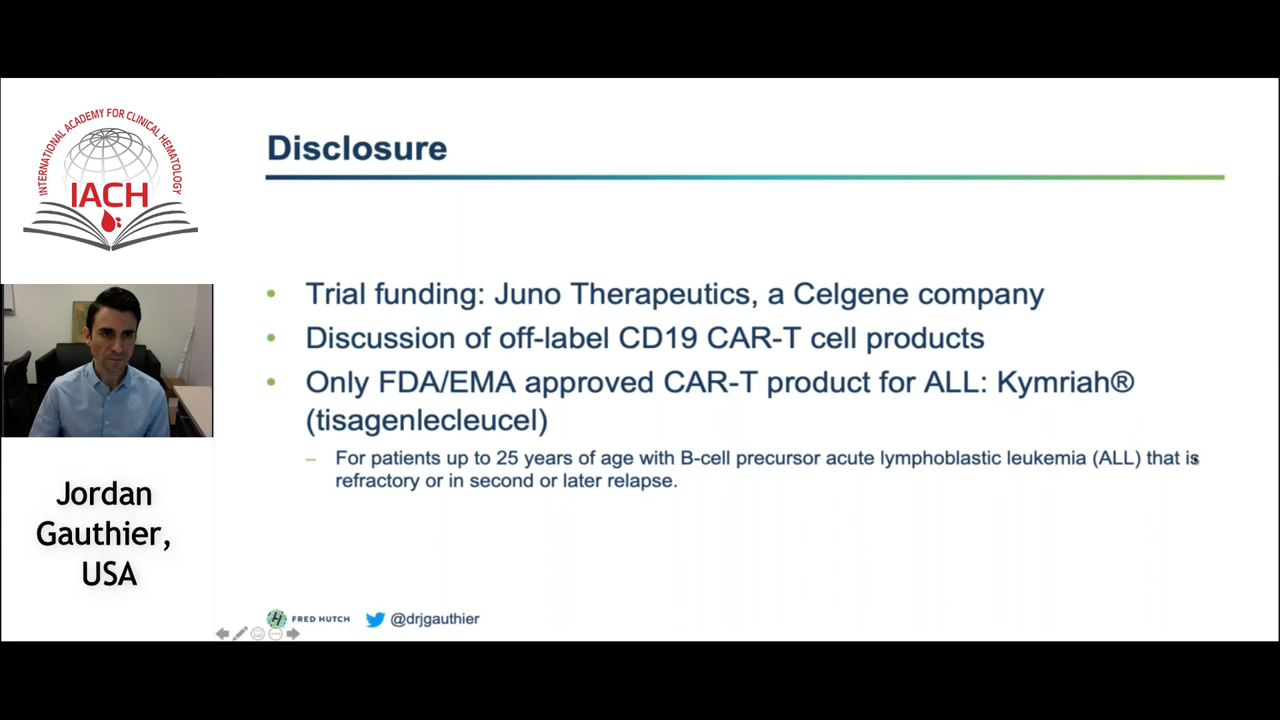 INTERNATIONAL ACADEMY FOR CLINICAL HEMATOLOGY
IACH
Jordan
Gauthier,
USA
Disclosure
• Trial funding: Juno Therapeutics, a Celgene company
• Discussion of off-label CD19 CAR-T cell products
• Only FDA/EMA approved CAR-T product for ALL: Kymriah®
(tisagenlecleucel)
– For patients up to 25 years of age with B-cell precursor acute lymphoblastic leukemia (ALL) that is
refractory or in second or later relapse.
FRED HUTCH @drjgauthier